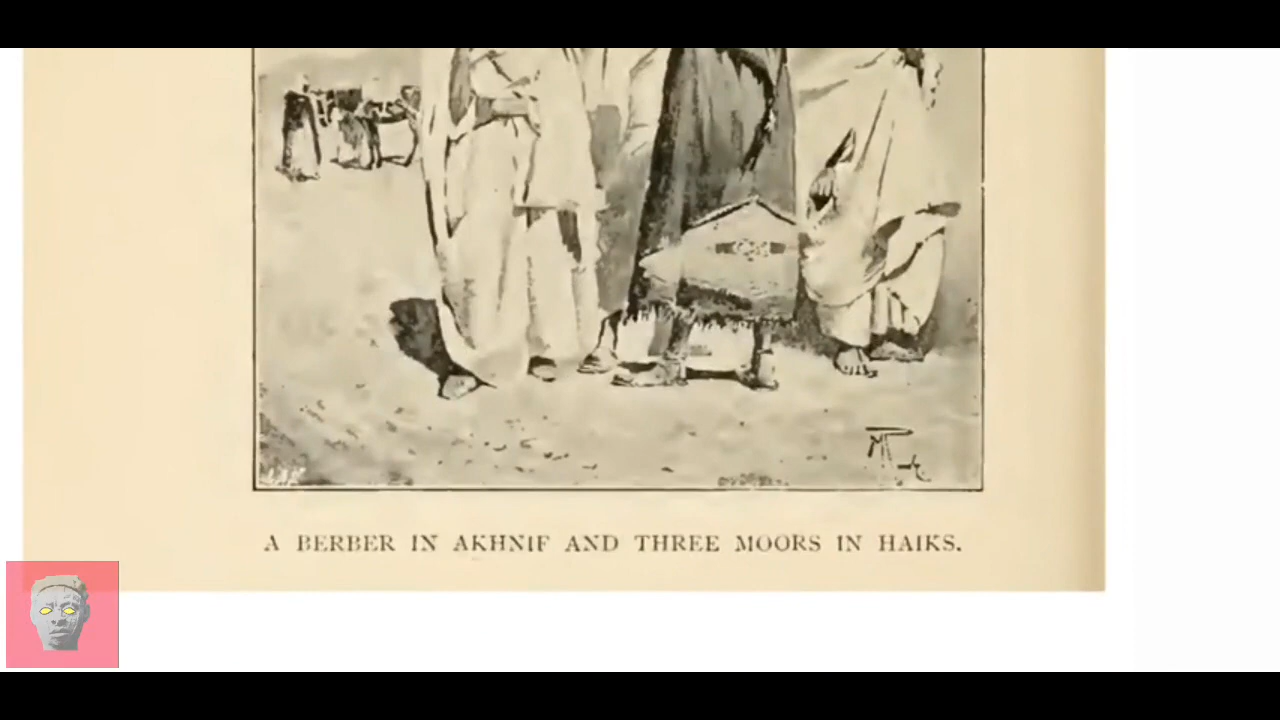 A BERBER IN AKHNIF AND THREE MOORS IN HAIKS.